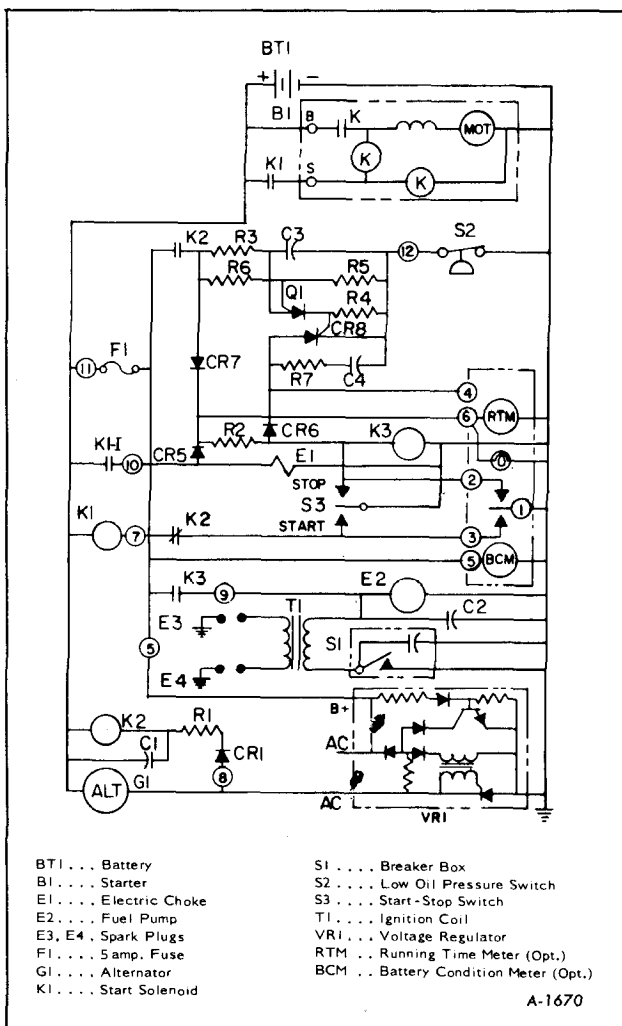 BT1
+ -
B1 B K MOT
K
K1 S K
K2 R3 C3 12 S2
R6 R5
Q1 R4
CR8
11 F1 CR7 R7 C4
4
6 RTM
R2 CR6 K3
K1-1 10 CR5 E1
STOP 2
S3 1
K1 7 K2 START 3
5 BCM
K3 9 E2
T1 C2
E3 S1
5 E4
B+
K2 R1 AC
C1 CR1
8
ALT G1 AC
VR1
BT1 . . . Battery
B1 . . . . Starter
E1 . . . . Electric Choke
E2 . . . . Fuel Pump
E3, E4 . Spark Plugs
F1 . . . . 5 amp. Fuse
G1 . . . . Alternator
K1 . . . . Start Solenoid
S1 . . . . Breaker Box
S2 . . . . Low Oil Pressure Switch
S3 . . . . Start-Stop Switch
T1 . . . . Ignition Coil
VR1 . . . Voltage Regulator
RTM . . Running Time Meter (Opt.)
BCM . . Battery Condition Meter (Opt.)
A-1670